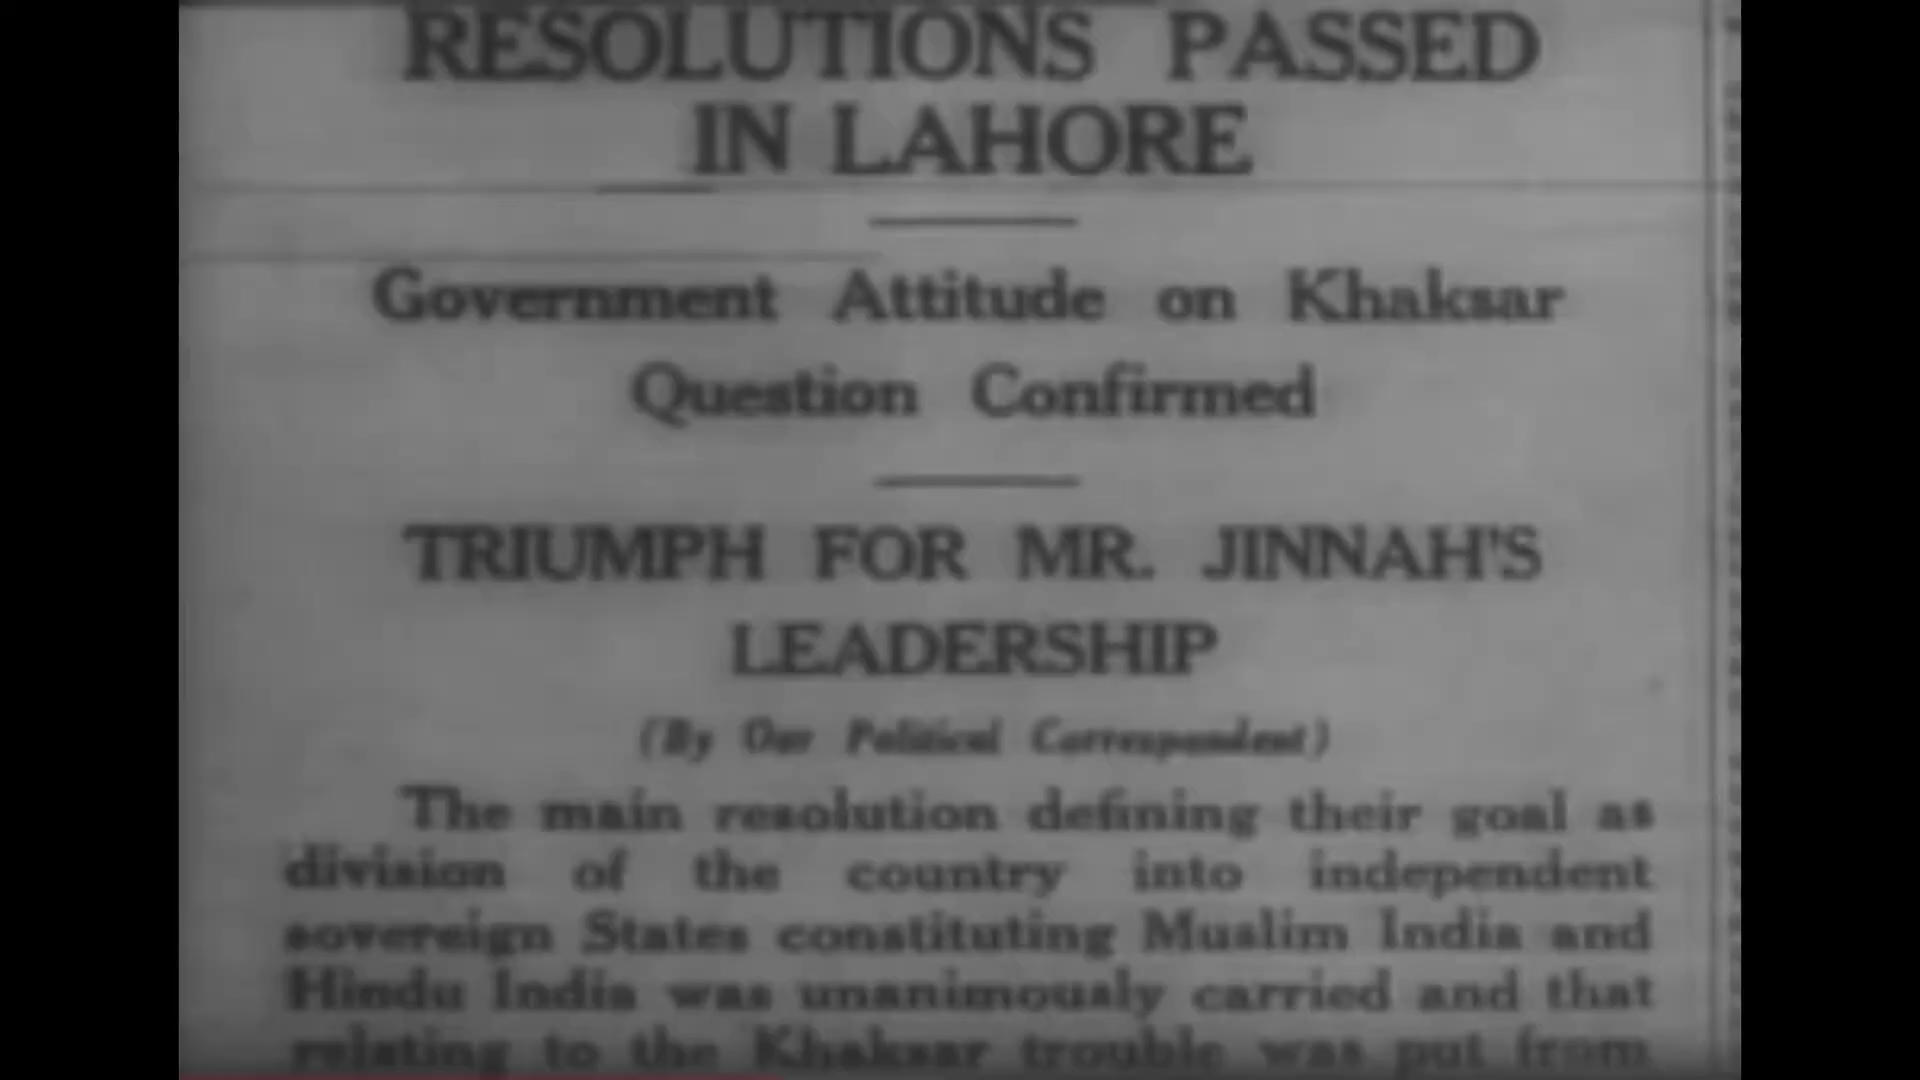 RESOLUTIONS PASSED
IN LAHORE
Government Attitude on Khaksar
Question Confirmed
TRIUMPH FOR MR. JINNAH'S
LEADERSHIP
(By Our Political Correspondent)
The main resolution defining their goal as
division of the country into independent
sovereign States constituting Muslim India and
Hindu India was unanimously carried and that
relating to the Khaksar trouble was put from